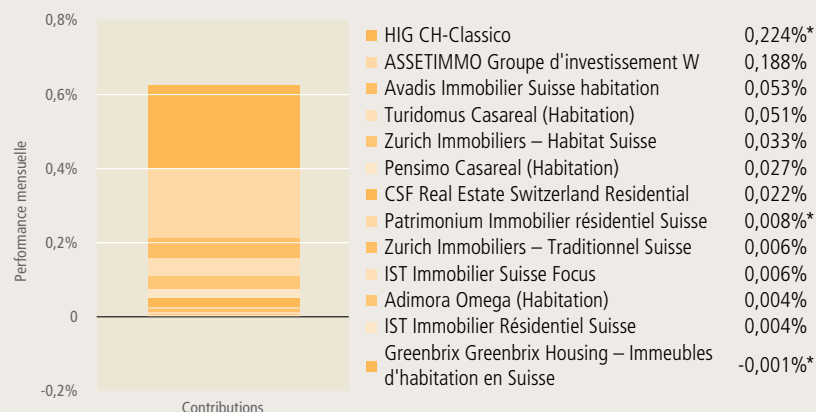 0,8%
0,6%
0,4%
0,2%
0
-0,2%
Performance mensuelle
Contributions
HIG CH-Classico 0,224%*
ASSETIMMO Groupe d'investissement W 0,188%
Avadis Immobilier Suisse habitation 0,053%
Turidomus Casareal (Habitation) 0,051%
Zurich Immobiliers – Habitat Suisse 0,033%
Pensimo Casareal (Habitation) 0,027%
CSF Real Estate Switzerland Residential 0,022%
Patrimonium Immobilier résidentiel Suisse 0,008%*
Zurich Immobiliers – Traditionnel Suisse 0,006%
IST Immobilier Suisse Focus 0,006%
Adimora Omega (Habitation) 0,004%
IST Immobilier Résidentiel Suisse 0,004%
Greenbrix Greenbrix Housing – Immeubles
d'habitation en Suisse -0,001%*